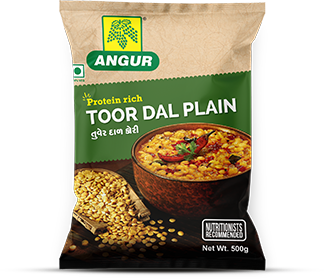 ANGUR
Protein rich
TOOR DAL PLAIN
તુવેર દાળ કોરી
NUTRITIONISTS
RECOMMENDED
Net Wt. 500g